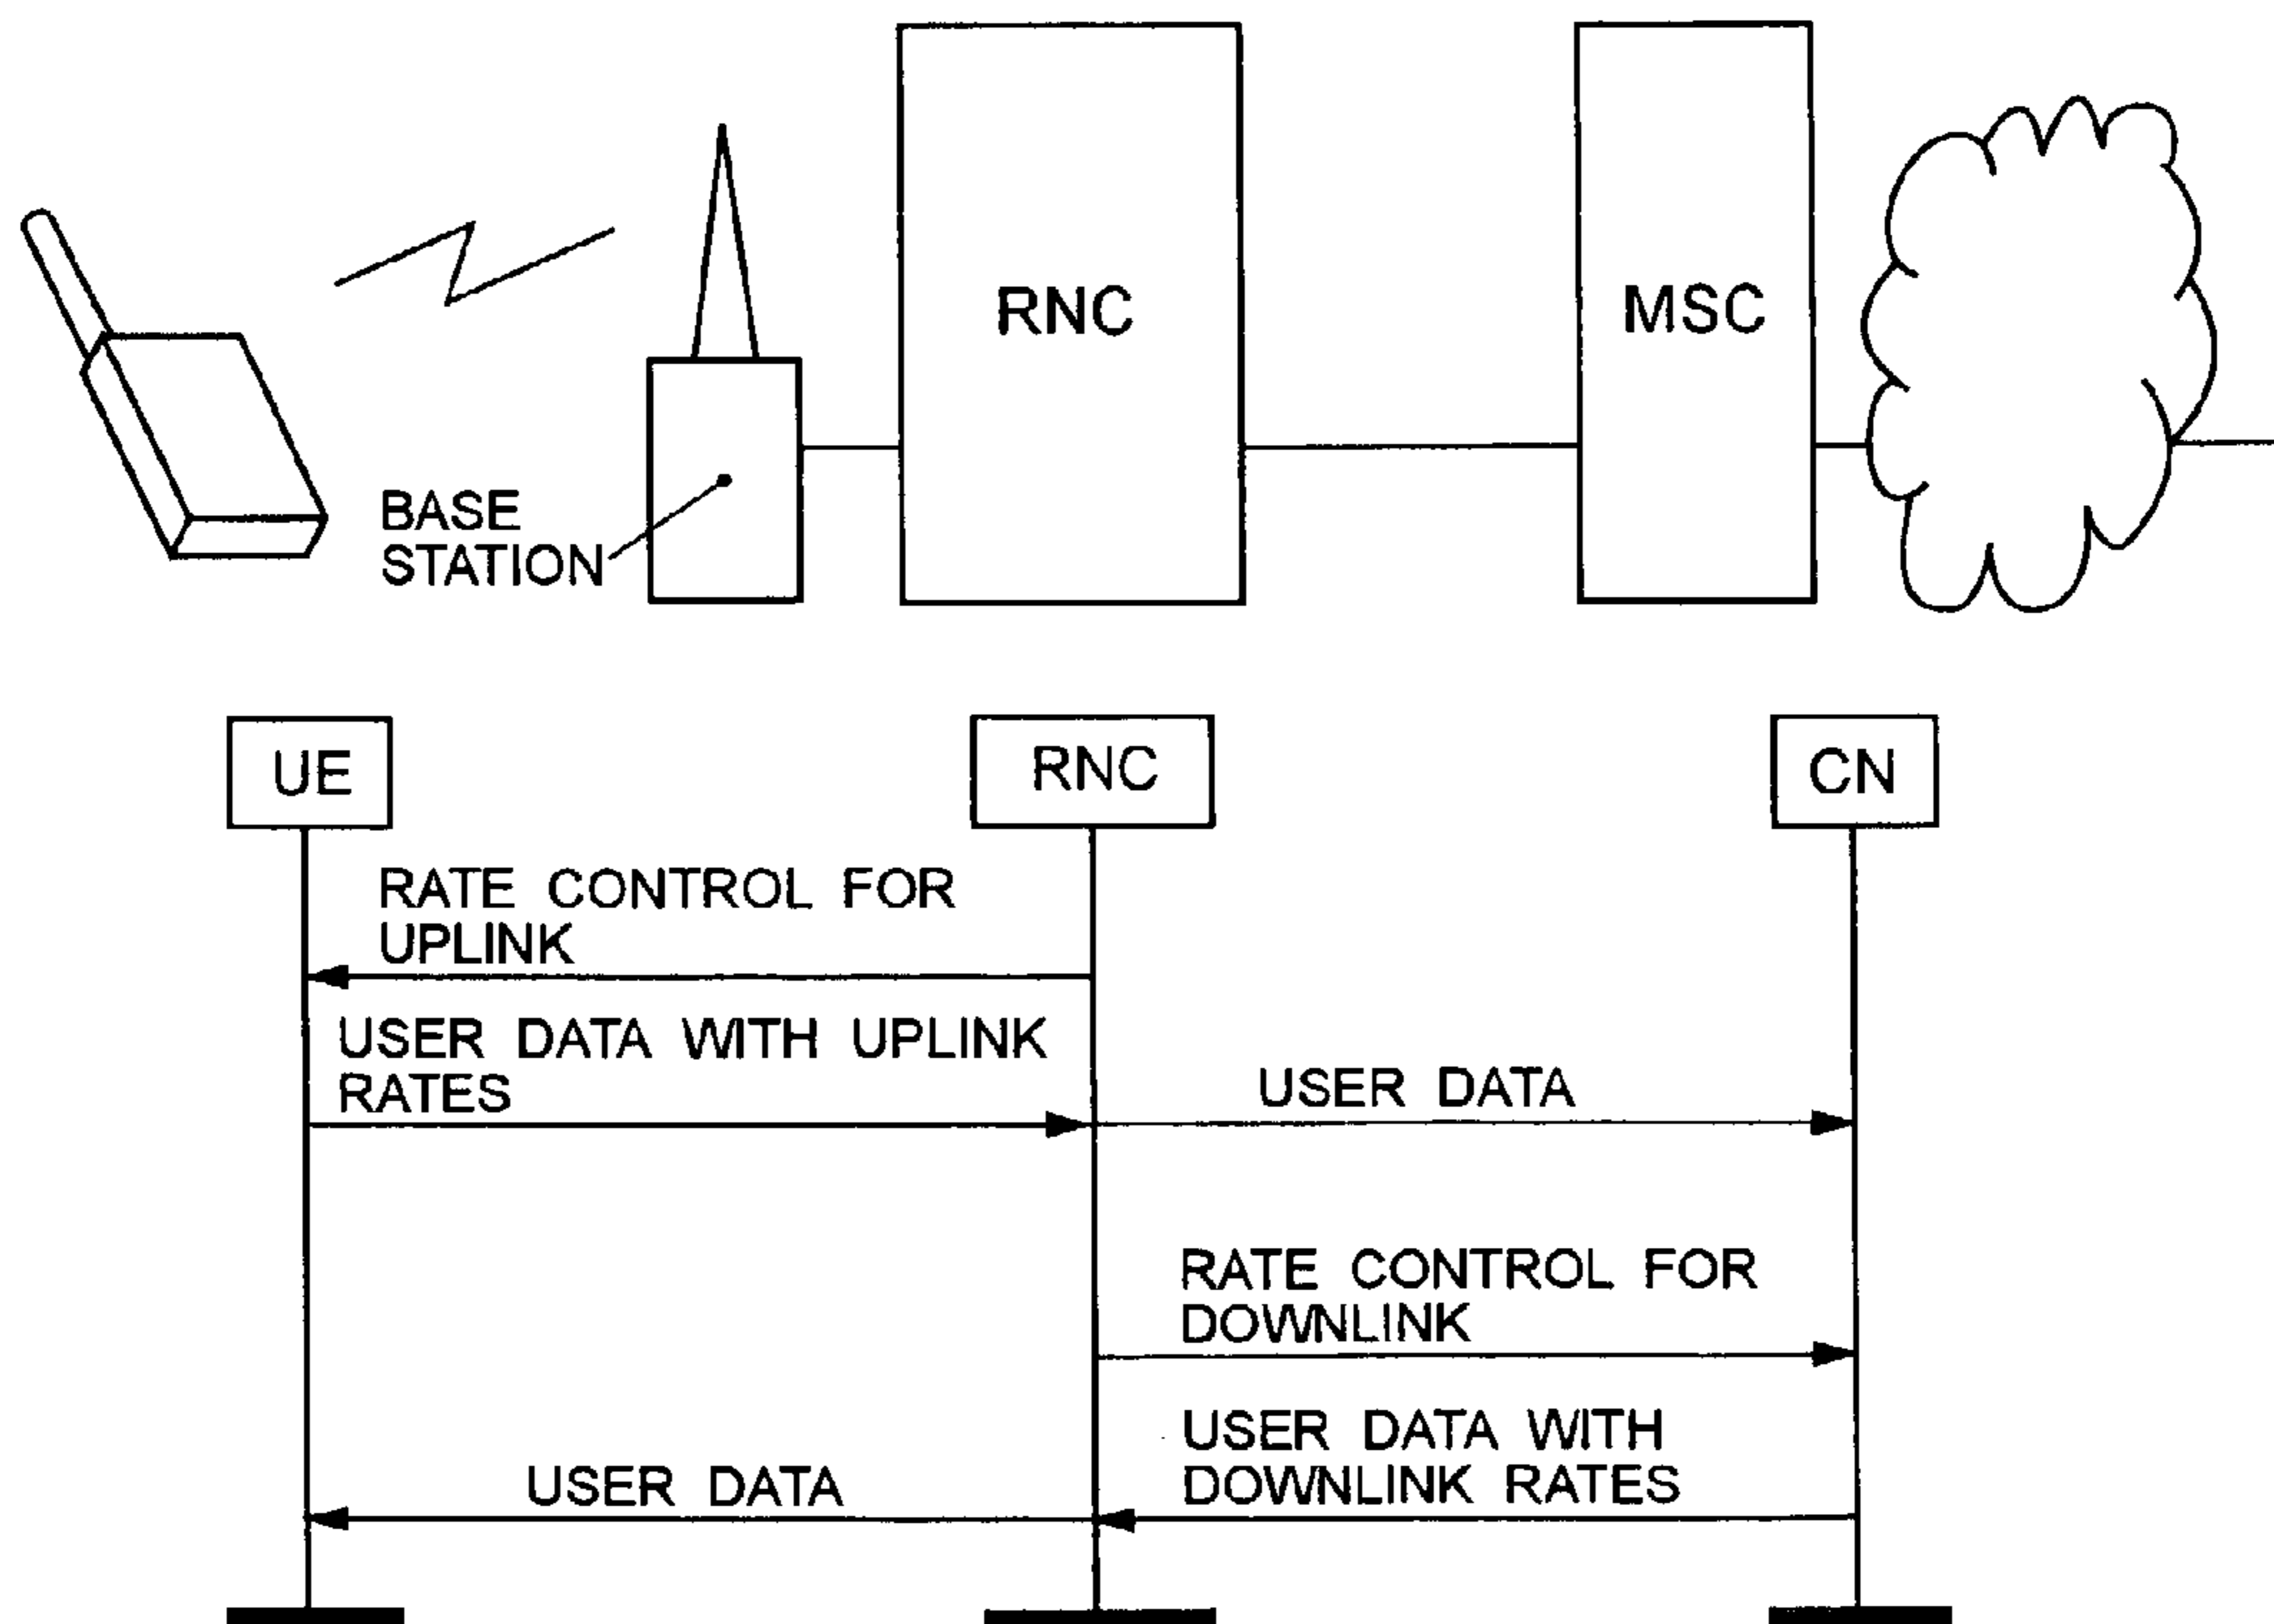 RNC
MSC
BASE
STATION
UE
RNC
CN
RATE CONTROL FOR
UPLINK
USER DATA WITH UPLINK
RATES
USER DATA
RATE CONTROL FOR
DOWNLINK
USER DATA WITH
DOWNLINK RATES
USER DATA